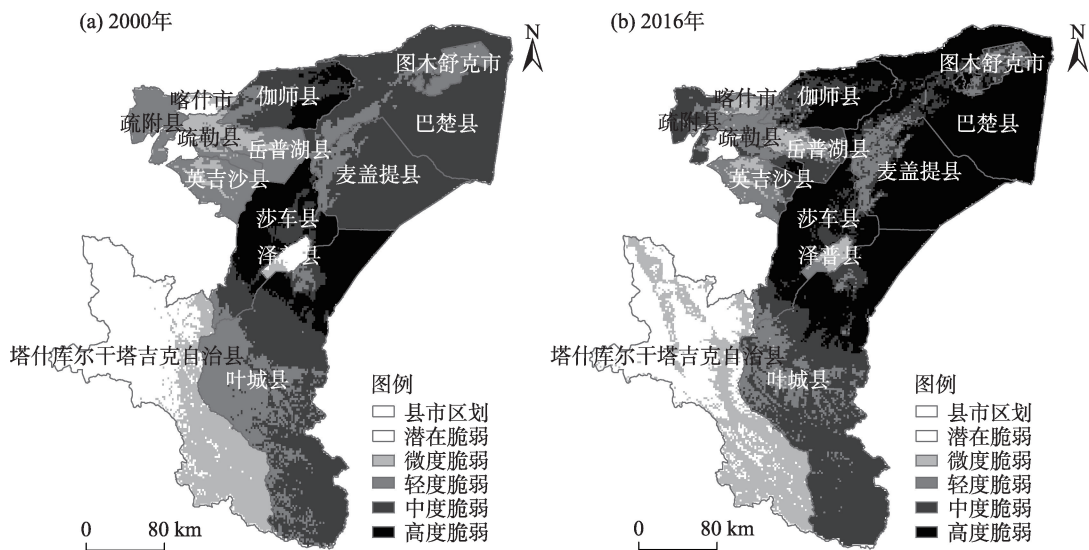 (a) 2000年
N
图木舒克市
喀什市
伽师县
疏附县
疏勒县
巴楚县
岳普湖县
英吉沙县
麦盖提县
莎车县
泽普县
塔什库尔干塔吉克自治县
叶城县
图例
县市区划
潜在脆弱
微度脆弱
轻度脆弱
中度脆弱
高度脆弱
0 80 km
(b) 2016年
N
图木舒克市
喀什市
伽师县
疏附县
疏勒县
巴楚县
岳普湖县
英吉沙县
麦盖提县
莎车县
泽普县
塔什库尔干塔吉克自治县
叶城县
图例
县市区划
潜在脆弱
微度脆弱
轻度脆弱
中度脆弱
高度脆弱
0 80 km